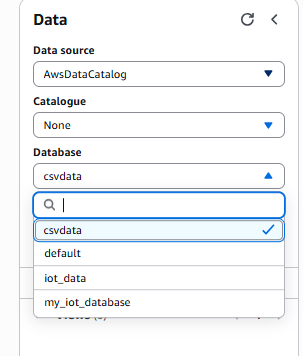 Data
Data source
AwsDataCatalog
Catalogue
None
Database
csvdata
csvdata
default
iot_data
my_iot_database